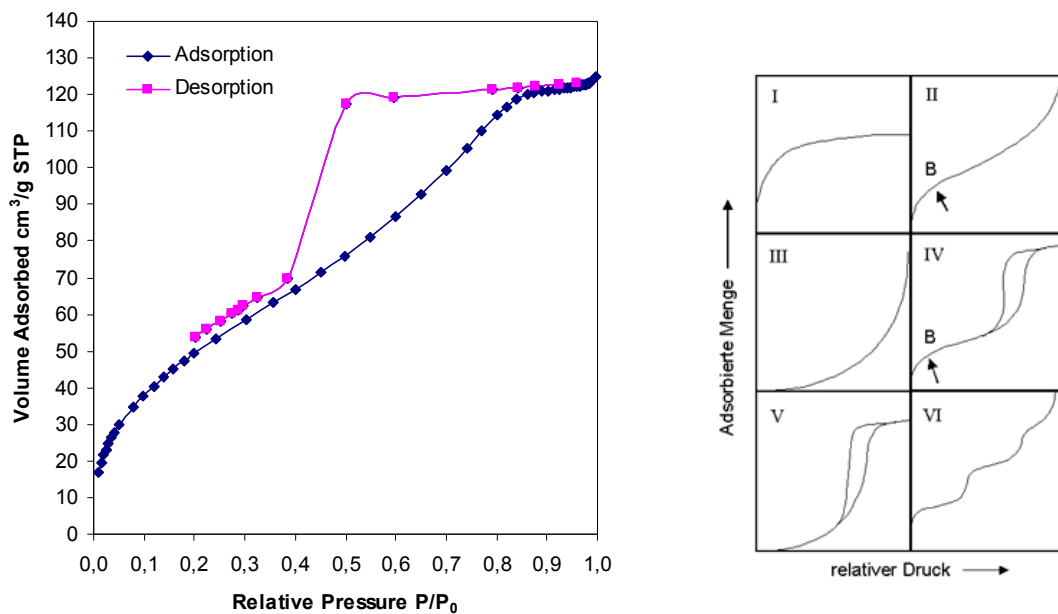 140
130
120
110
100
90
80
70
60
50
40
30
20
10
0
Volume Adsorbed cm³/g STP
Adsorption
Desorption
0,0 0,1 0,2 0,3 0,4 0,5 0,6 0,7 0,8 0,9 1,0
Relative Pressure P/P₀
Adsorbierte Menge
I II
B
III IV
B
V VI
relativer Druck